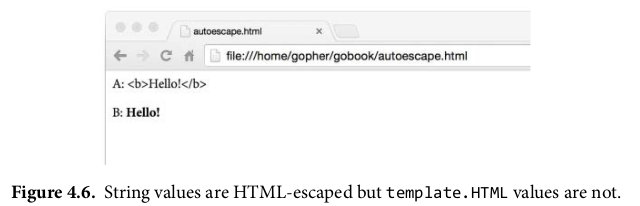 autoescape.html
file:///home/gopher/gobook/autoescape.html
A: <b>Hello!</b>
B: Hello!
Figure 4.6. String values are HTML-escaped but template.HTML values are not.